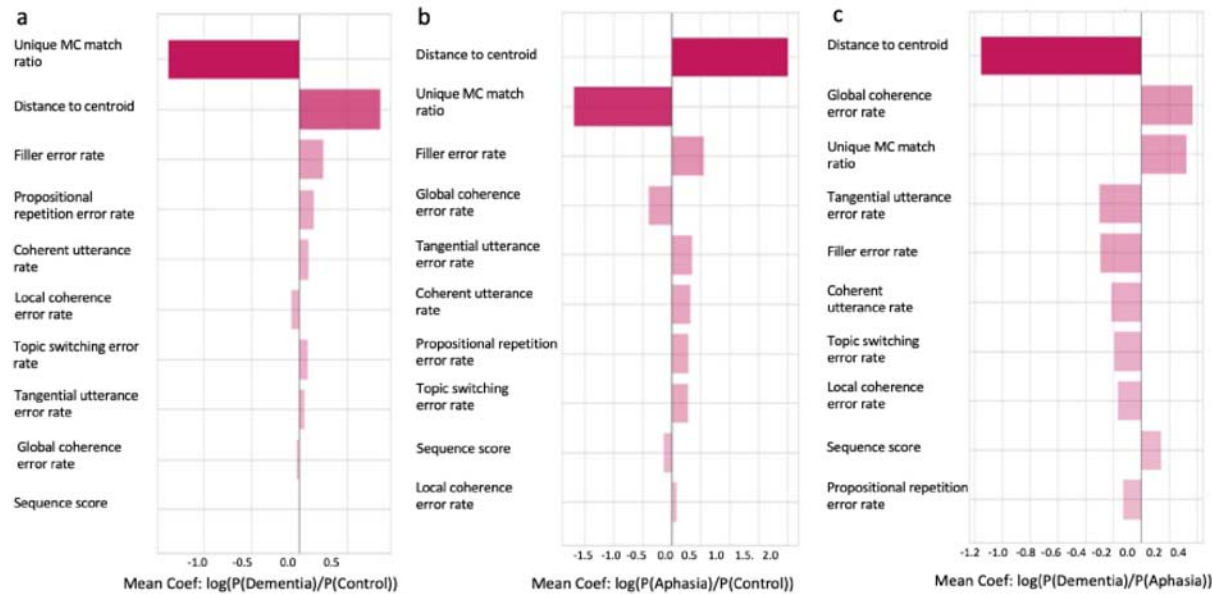 a
Unique MC match
ratio
Distance to centroid
Filler error rate
Propositional
repetition error rate
Coherent utterance
rate
Local coherence
error rate
Topic switching error
rate
Tangential utterance
error rate
Global coherence
error rate
Sequence score
-1.0 0.0 0.5
Mean Coef: log(P(Dementia)/P(Control))
b
Distance to centroid
Unique MC match
ratio
Filler error rate
Global coherence
error rate
Tangential utterance
error rate
Coherent utterance
rate
Propositional repetition
error rate
Topic switching
error rate
Sequence score
Local coherence
error rate
-1.5 -1.0 -0.5 0.0 0.5 1.0 1.5. 2.0
Mean Coef: log(P(Aphasia)/P(Control))
c
Distance to centroid
Global coherence
error rate
Unique MC match
ratio
Tangential utterance
error rate
Filler error rate
Coherent
utterance rate
Topic switching
error rate
Local coherence
error rate
Sequence score
Propositional repetition
error rate
-1.2 -1.0 -0.8 -0.6 -0.4 -0.2 0.0 0.2 0.4
Mean Coef: log(P(Dementia)/P(Aphasia))